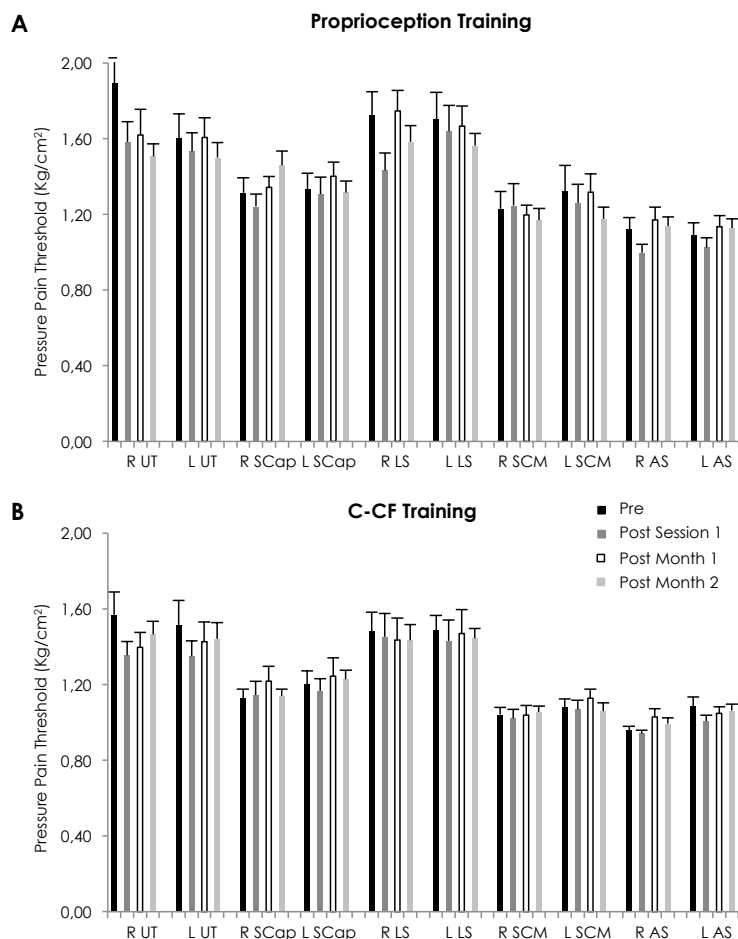 A
Proprioception Training
Pressure Pain Threshold (Kg/cm²)
2,00
1,60
1,20
0,80
0,40
0,00
R UT L UT R SCap L SCap R LS L LS R SCM L SCM R AS L AS
B
C-CF Training
Pre
Post Session 1
Post Month 1
Post Month 2
Pressure Pain Threshold (Kg/cm²)
2,00
1,60
1,20
0,80
0,40
0,00
R UT L UT R SCap L SCap R LS L LS R SCM L SCM R AS L AS